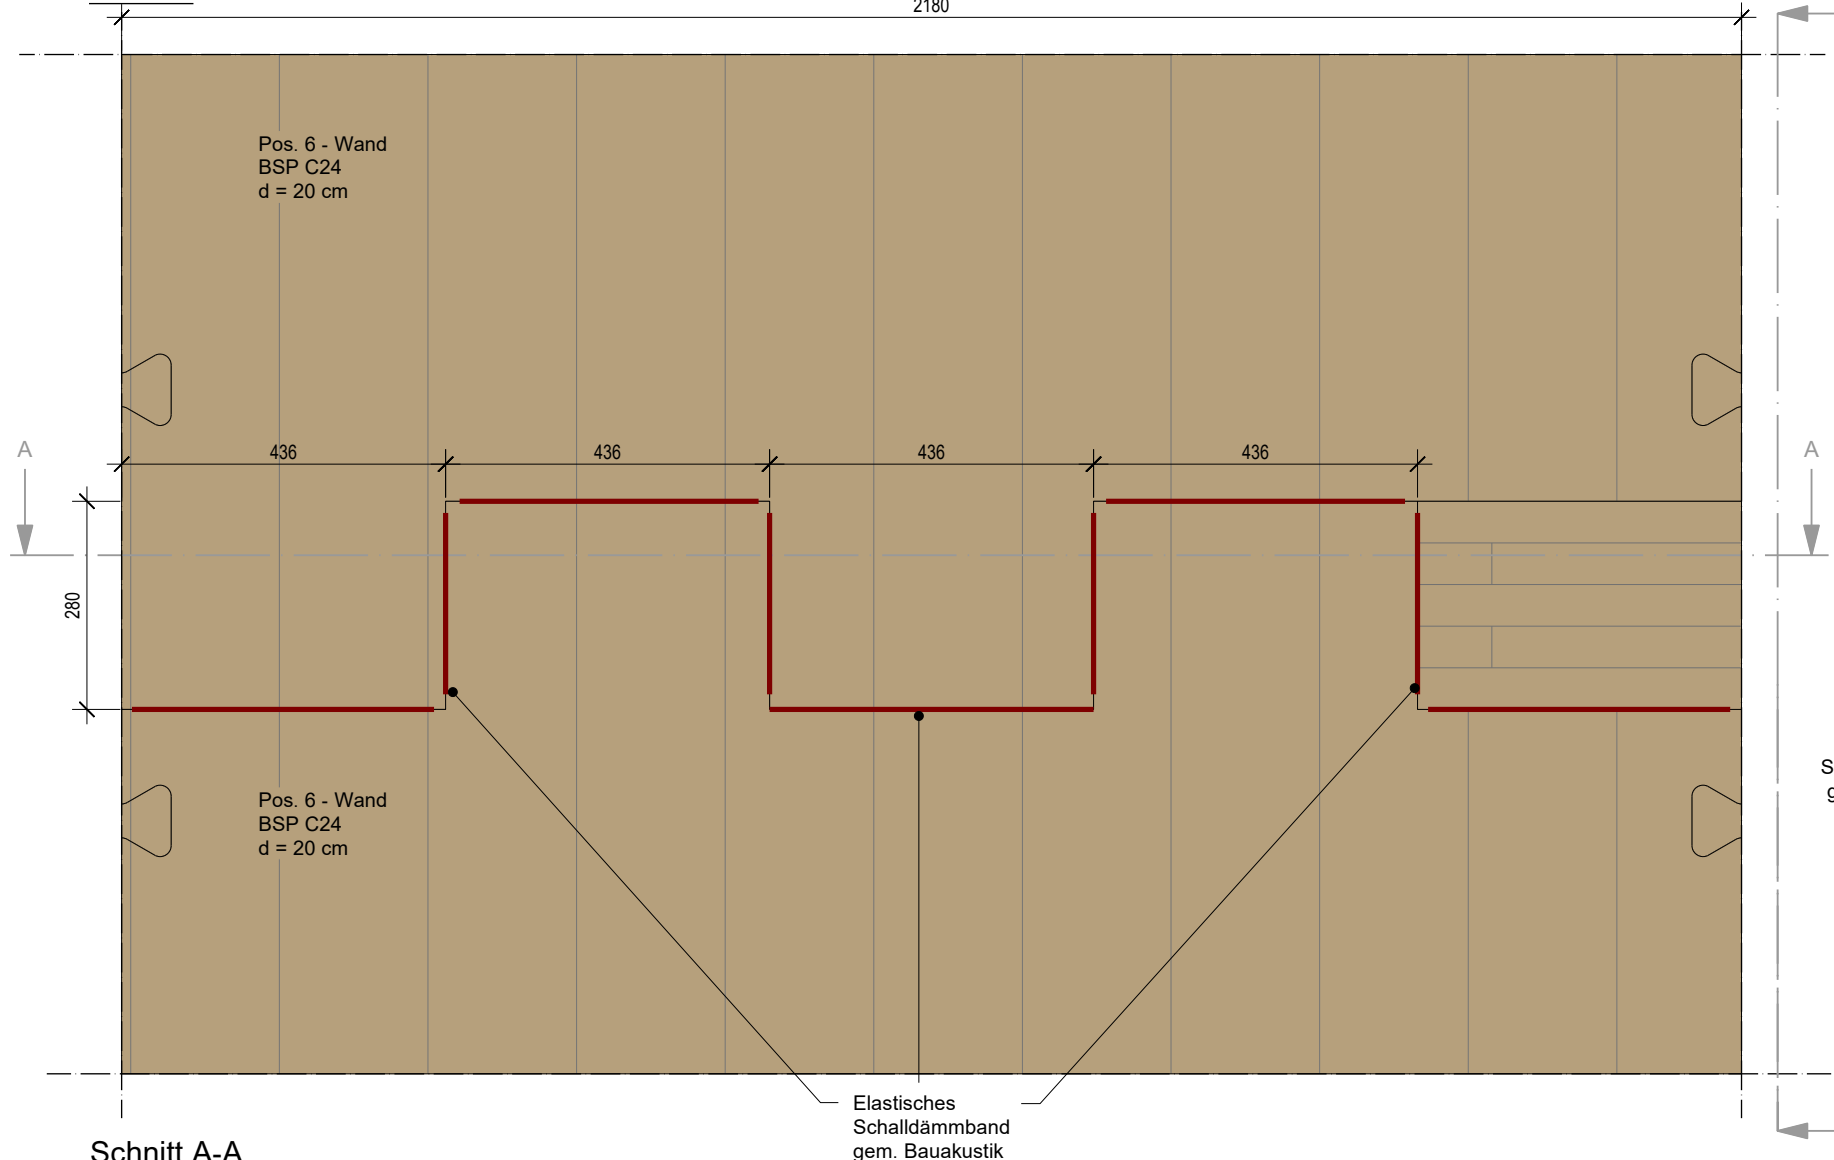 2180
Pos. 6 - Wand
BSP C24
d = 20 cm
A
A
436
436
436
436
280
Pos. 6 - Wand
BSP C24
d = 20 cm
S
g
Elastisches
Schalldämmband
gem. Bauakustik
Schnitt A-A